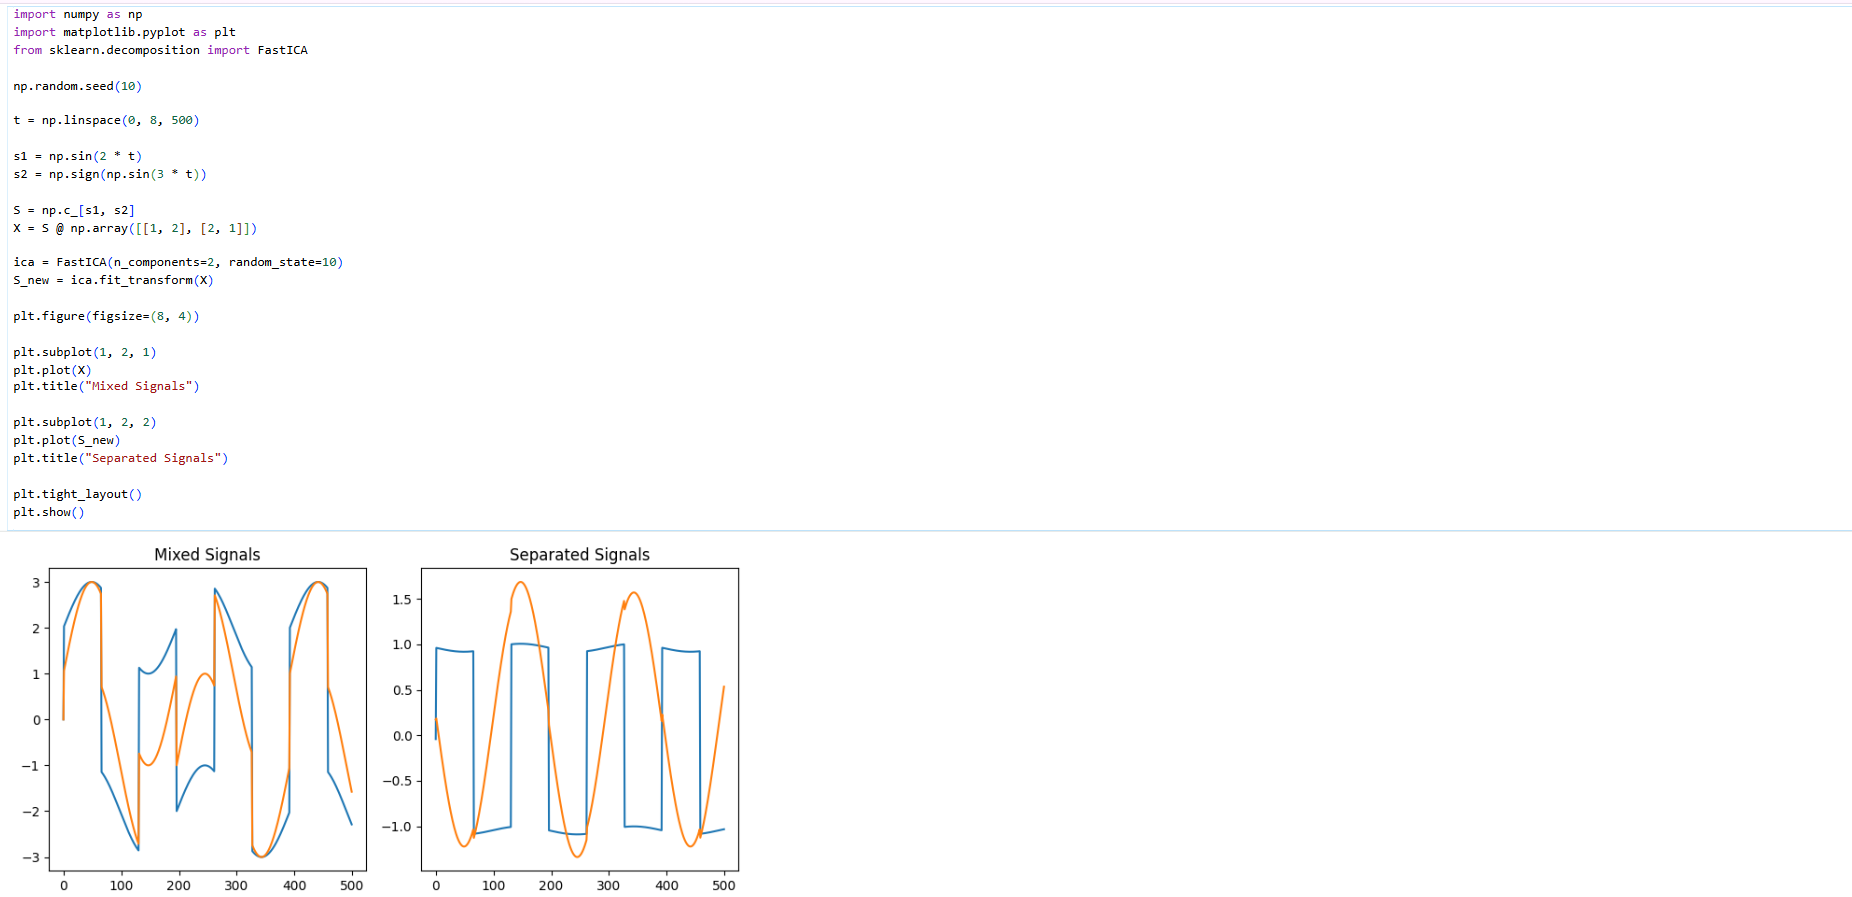 import numpy as np
import matplotlib.pyplot as plt
from sklearn.decomposition import FastICA
np.random.seed(10)
t = np.linspace(0, 8, 500)
s1 = np.sin(2 * t)
s2 = np.sign(np.sin(3 * t))
S = np.c_[s1, s2]
X = S @ np.array([[1, 2], [2, 1]])
ica = FastICA(n_components=2, random_state=10)
S_new = ica.fit_transform(X)
plt.figure(figsize=(8, 4))
plt.subplot(1, 2, 1)
plt.plot(X)
plt.title("Mixed Signals")
plt.subplot(1, 2, 2)
plt.plot(S_new)
plt.title("Separated Signals")
plt.tight_layout()
plt.show()
Mixed Signals
3
2
1
0
−1
−2
−3
0 100 200 300 400 500
Separated Signals
1.5
1.0
0.5
0.0
−0.5
−1.0
0 100 200 300 400 500